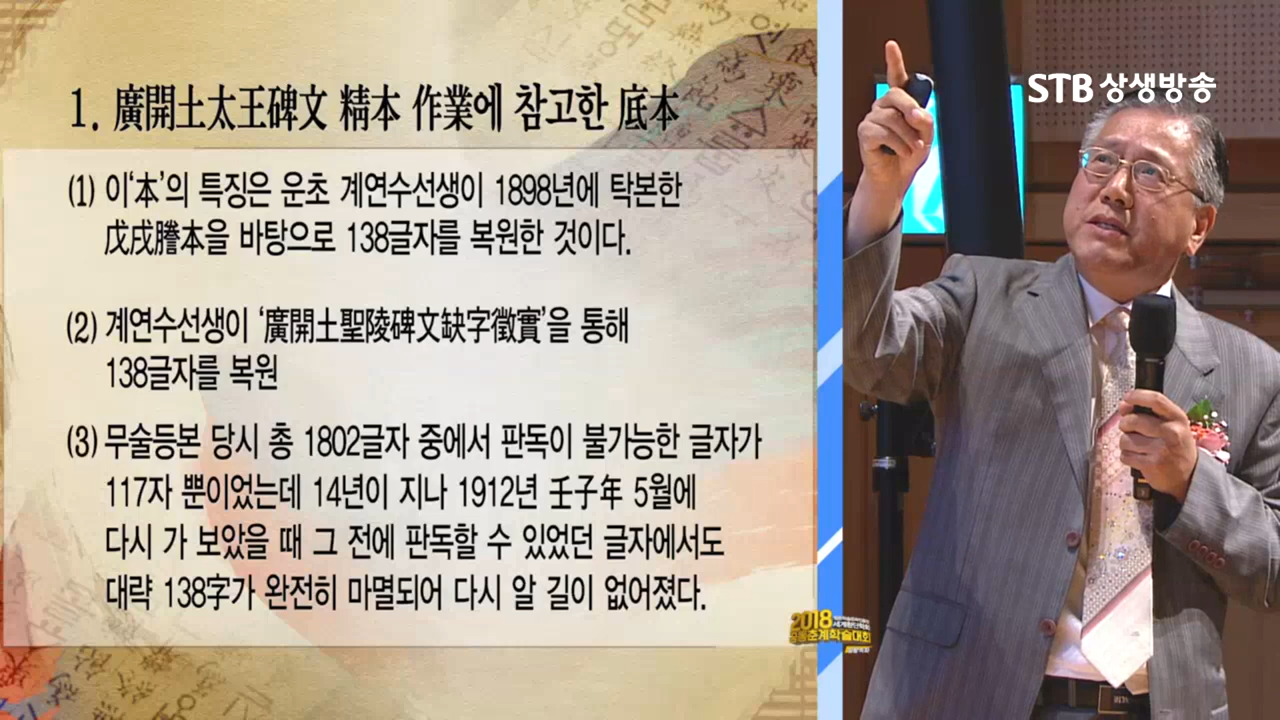 STB 상생방송
1. 廣開土太王碑文 精本 作業에 참고한 底本
(1) 이‘本’의 특징은 운초 계연수선생이 1898년에 탁본한
戊戌謄本을 바탕으로 138글자를 복원한 것이다.
(2) 계연수선생이 ‘廣開土聖陵碑文缺字徵實’을 통해
138글자를 복원
(3) 무술등본 당시 총 1802글자 중에서 판독이 불가능한 글자가
117자 뿐이었는데 14년이 지나 1912년 壬子年 5월에
다시 가 보았을 때 그 전에 판독할 수 있었던 글자에서도
대략 138字가 완전히 마멸되어 다시 알 길이 없어졌다.
2018
춘계학술대회